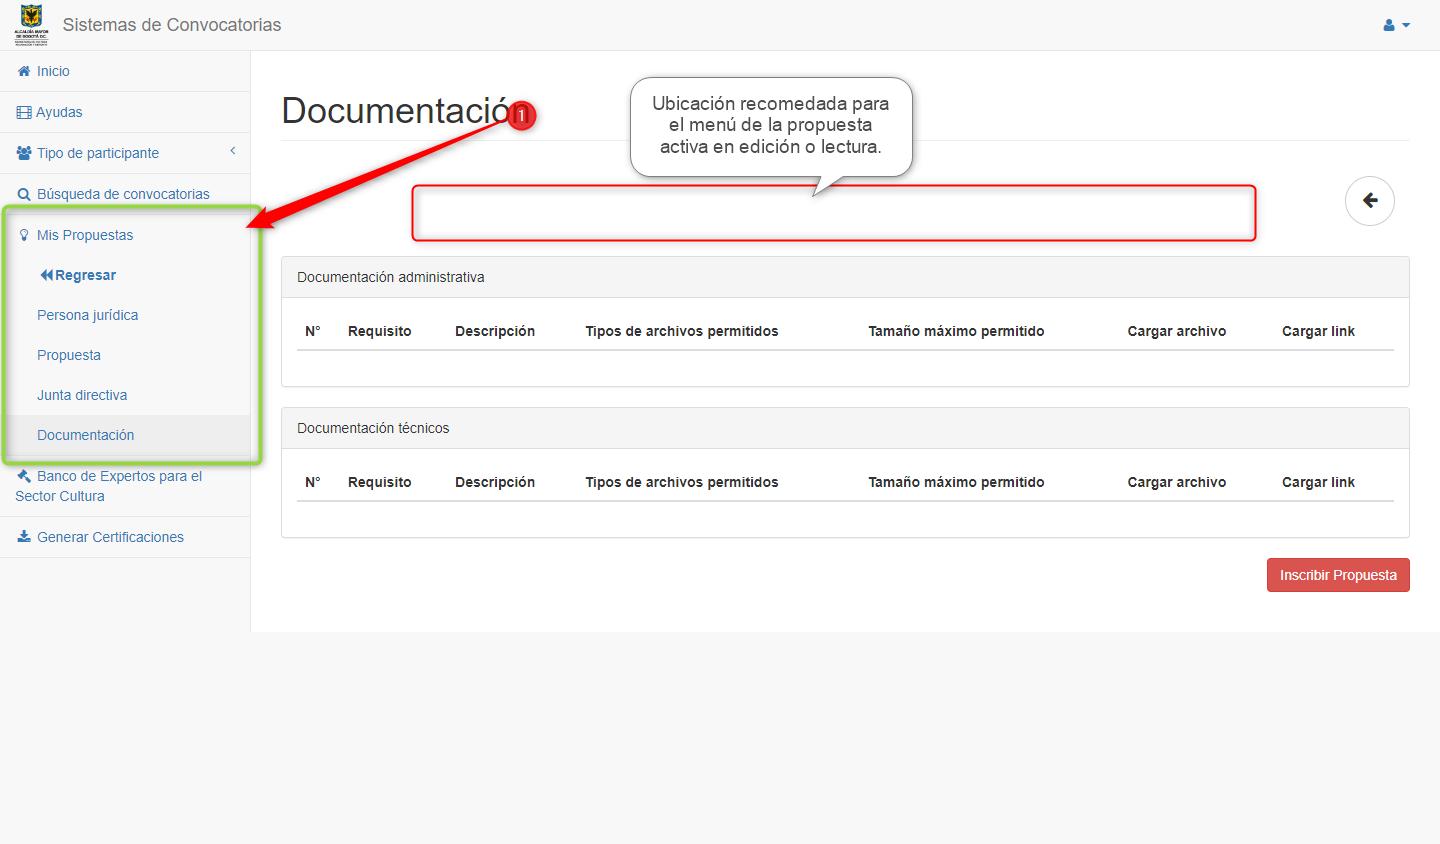 ALCALDÍA MAYOR
DE BOGOTÁ D.C.
Sistemas de Convocatorias
Inicio
Ayudas
Tipo de participante
Búsqueda de convocatorias
Mis Propuestas
Regresar
Persona jurídica
Propuesta
Junta directiva
Documentación
Banco de Expertos para el
Sector Cultura
Generar Certificaciones
Documentación
1
Ubicación recomedada para
el menú de la propuesta
activa en edición o lectura.
Documentación administrativa
N° Requisito Descripción Tipos de archivos permitidos Tamaño máximo permitido Cargar archivo Cargar link
Documentación técnicos
N° Requisito Descripción Tipos de archivos permitidos Tamaño máximo permitido Cargar archivo Cargar link
Inscribir Propuesta